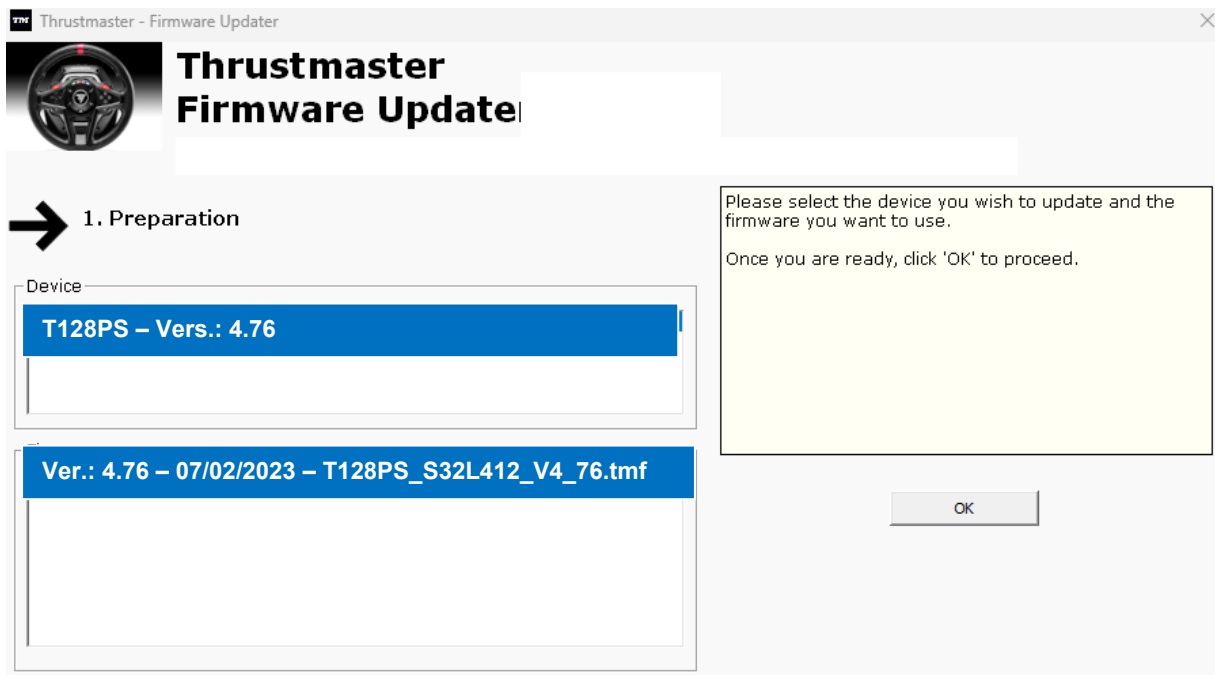 Thrustmaster - Firmware Updater
Thrustmaster
Firmware Updater
1. Preparation
Please select the device you wish to update and the
firmware you want to use.
Once you are ready, click 'OK' to proceed.
Device
T128PS – Vers.: 4.76
Ver.: 4.76 – 07/02/2023 – T128PS_S32L412_V4_76.tmf
OK